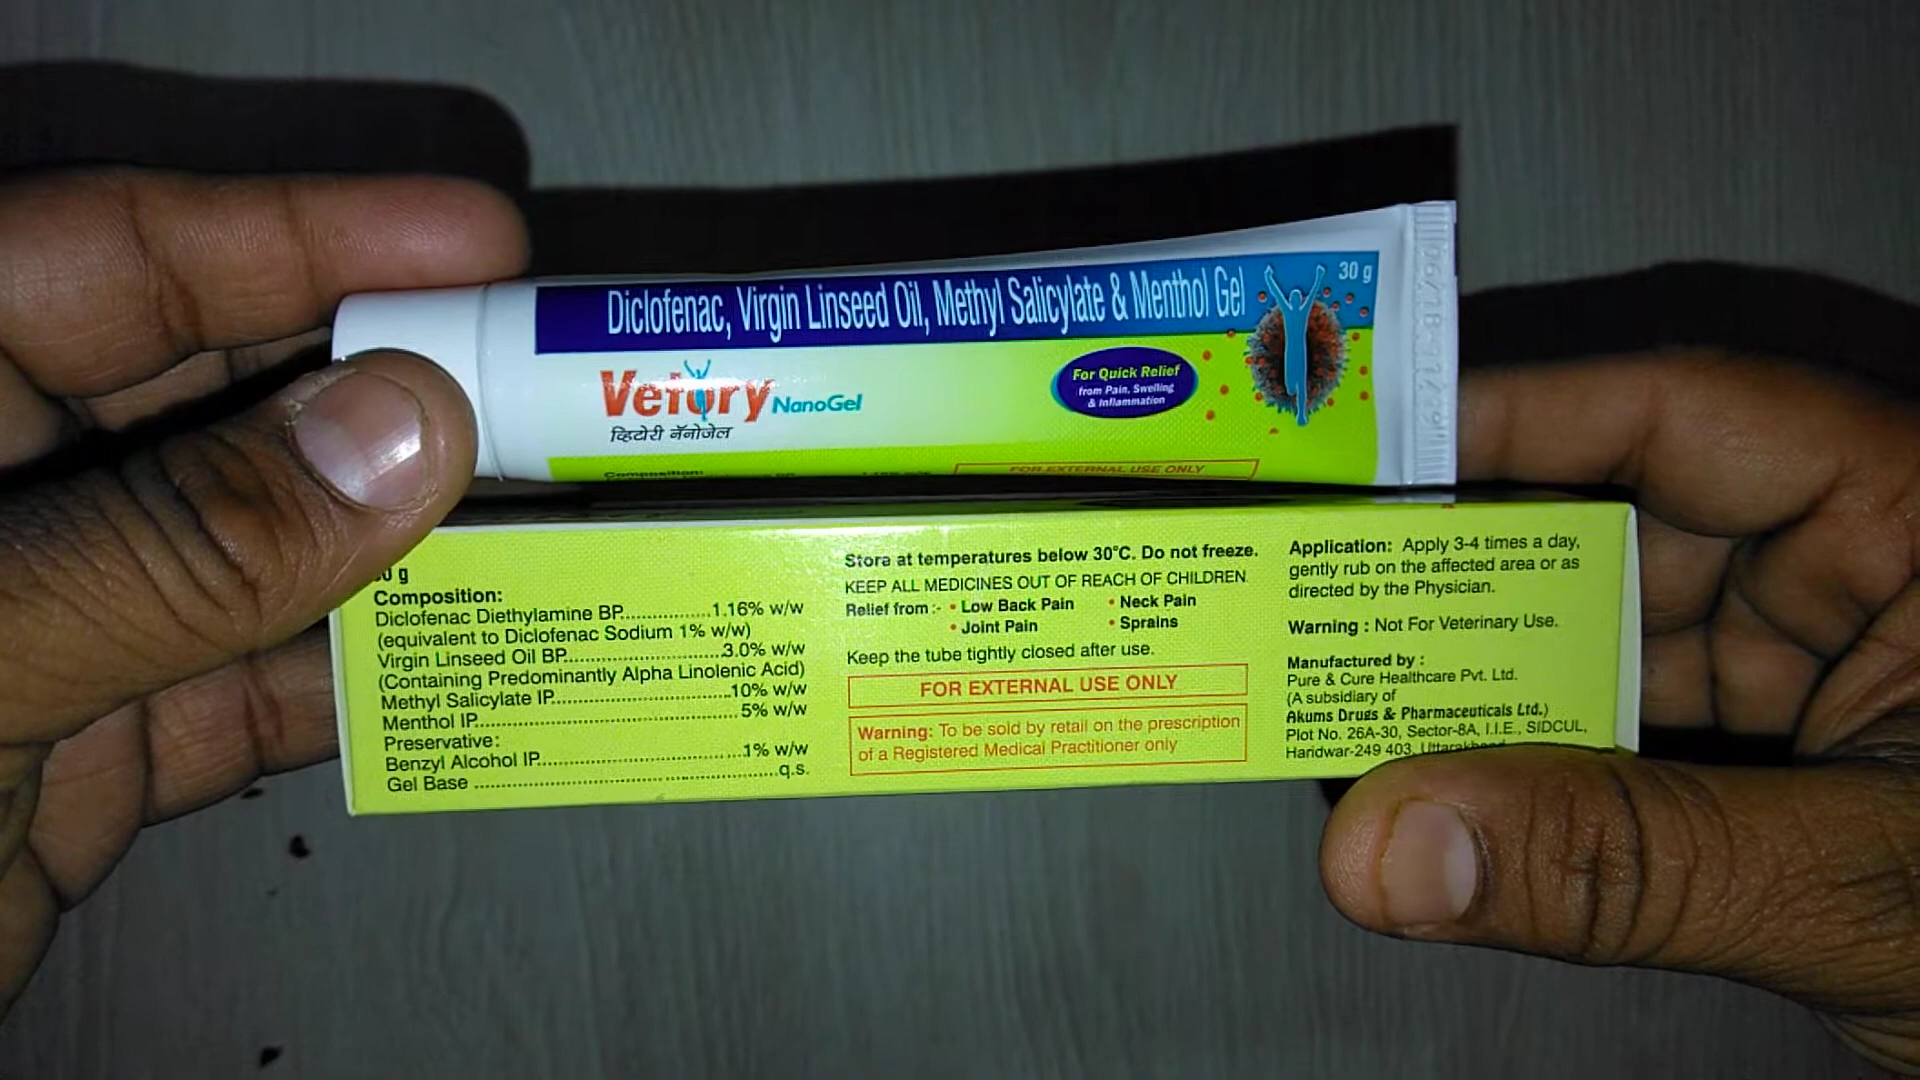 Diclofenac, Virgin Linseed Oil, Methyl Salicylate & Menthol Gel
30 g
Vetory NanoGel
व्हिटोरी नॅनोजेल
For Quick Relief
from Pain, Swelling
& Inflammation
Composition:
FOR EXTERNAL USE ONLY
0 g
Composition:
Diclofenac Diethylamine BP..............1.16% w/w
(equivalent to Diclofenac Sodium 1% w/w)
Virgin Linseed Oil BP..........................3.0% w/w
(Containing Predominantly Alpha Linolenic Acid)
Methyl Salicylate IP.............................10% w/w
Menthol IP..........................................5% w/w
Preservative:
Benzyl Alcohol IP.................................1% w/w
Gel Base ..................................................q.s.
Store at temperatures below 30°C. Do not freeze.
KEEP ALL MEDICINES OUT OF REACH OF CHILDREN
Relief from :- • Low Back Pain • Neck Pain
• Joint Pain • Sprains
Keep the tube tightly closed after use.
FOR EXTERNAL USE ONLY
Warning: To be sold by retail on the prescription
of a Registered Medical Practitioner only
Application: Apply 3-4 times a day,
gently rub on the affected area or as
directed by the Physician.
Warning : Not For Veterinary Use.
Manufactured by :
Pure & Cure Healthcare Pvt. Ltd.
(A subsidiary of
Akums Drugs & Pharmaceuticals Ltd.)
Plot No. 26A-30, Sector-8A, I.I.E., SIDCUL,
Haridwar-249 403, Uttarakhand